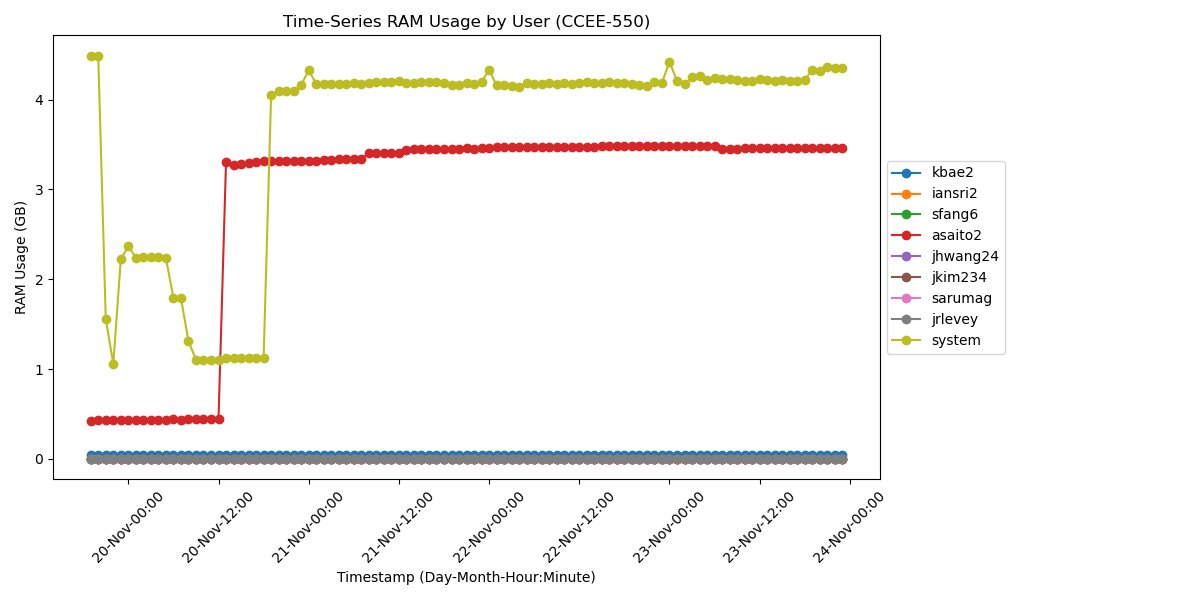 Time-Series RAM Usage by User (CCEE-550)
RAM Usage (GB)
4
3
2
1
0
20-Nov-00:00
20-Nov-12:00
21-Nov-00:00
21-Nov-12:00
22-Nov-00:00
22-Nov-12:00
23-Nov-00:00
23-Nov-12:00
24-Nov-00:00
Timestamp (Day-Month-Hour:Minute)
kbae2
iansri2
sfang6
asaito2
jhwang24
jkim234
sarumag
jrlevey
system